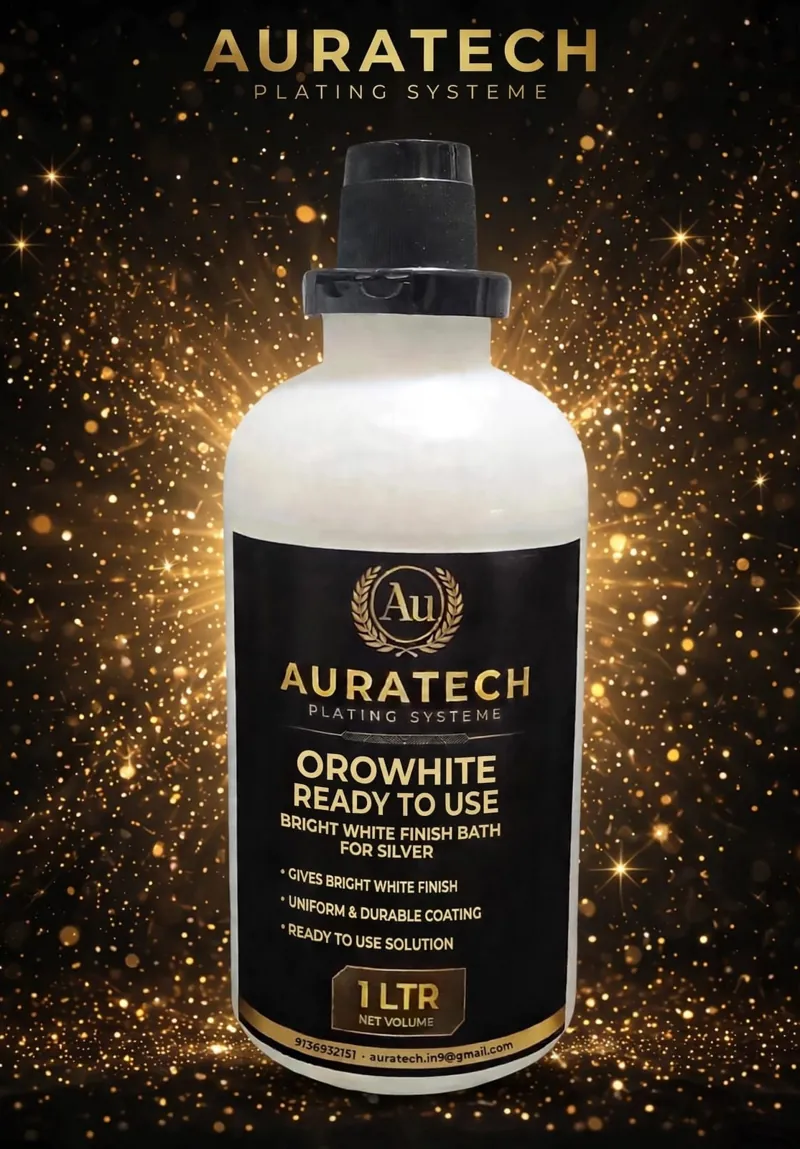 AURATECH
PLATING SYSTEME
Au
AURATECH
PLATING SYSTEME
OROWHITE
READY TO USE
BRIGHT WHITE FINISH BATH
FOR SILVER
• GIVES BRIGHT WHITE FINISH
• UNIFORM & DURABLE COATING
• READY TO USE SOLUTION
1 LTR
NET VOLUME
9136932151 · auratech.in9@gmail.com